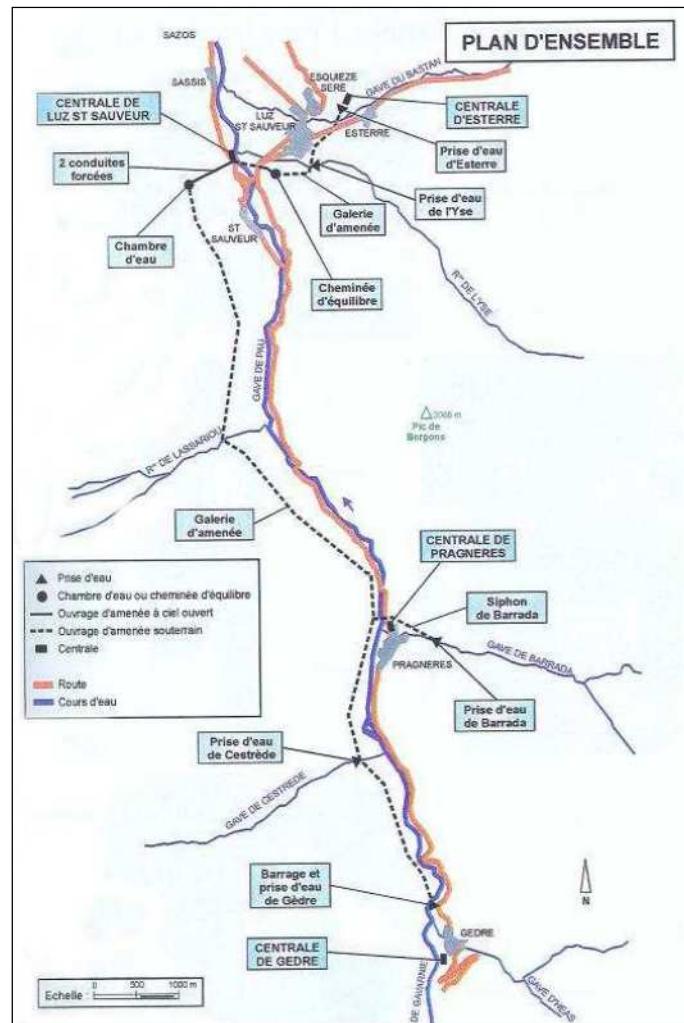 PLAN D'ENSEMBLE
SAZOS
SASSIS
ESQUIEZE
SERE
GAVE DU BASTAN
CENTRALE DE
LUZ ST SAUVEUR
LUZ
ST SAUVEUR
ESTERRE
CENTRALE
D'ESTERRE
Prise d'eau
d'Esterre
2 conduites
forcées
Prise d'eau
de l'Yse
Galerie
d'amenée
Chambre
d'eau
ST
SAUVEUR
Cheminée
d'équilibre
Rau DE LYSE
GAVE DE PAU
Pic de
Rau DE LASSARIOU
Galerie
d'amenée
CENTRALE DE
PRAGNERES
Siphon
de Barrada
PRAGNERES
GAVE DE BARRADA
Prise d'eau
de Barrada
Prise d'eau
Chambre d'eau ou cheminée d'équilibre
Ouvrage d'amenée à ciel ouvert
Ouvrage d'amenée souterrain
Centrale
Route
Cours d'eau
Prise d'eau
de Cestrède
GAVE DE CESTREDE
Barrage et
prise d'eau
de Gèdre
N
GEDRE
CENTRALE
DE GEDRE
DE GAVARNIE
GAVE D'HEAS
Echelle :
0 500 1000 m